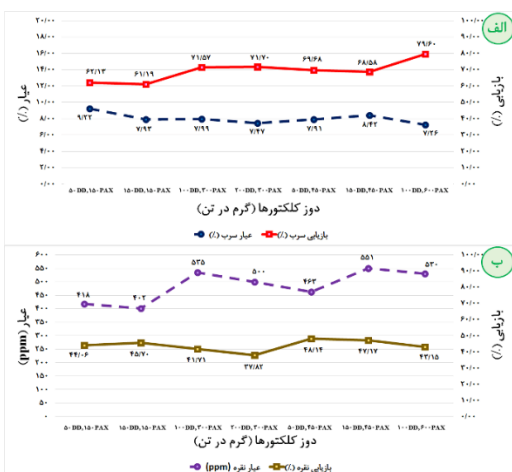 الف
۲۰/۰۰ ۱۰۰/۰۰
۱۸/۰۰ ۹۰/۰۰
۱۶/۰۰ ۸۰/۰۰
۱۴/۰۰ ۷۰/۰۰
۱۲/۰۰ ۶۰/۰۰
۱۰/۰۰ ۵۰/۰۰
۸/۰۰ ۴۰/۰۰
۶/۰۰ ۳۰/۰۰
۴/۰۰ ۲۰/۰۰
۲/۰۰ ۱۰/۰۰
۰/۰۰ ۰/۰۰
عیار (٪)
بازیابی (٪)
۶۲/۱۳ ۶۱/۱۹ ۷۱/۵۷ ۷۱/۷۰ ۶۹/۶۸ ۶۸/۵۸ ۷۹/۶۰
۹/۲۲ ۷/۹۳ ۷/۹۹ ۷/۴۷ ۷/۹۱ ۸/۴۲ ۷/۲۶
۵۰DD,۱۵۰PAX ۱۵۰DD,۱۵۰PAX ۱۰۰DD,۳۰۰PAX ۲۰۰DD,۳۰۰PAX ۵۰DD,۴۵۰PAX ۱۵۰DD,۴۵۰PAX ۱۰۰DD,۶۰۰PAX
دوز کلکتورها (گرم در تن)
عیار سرب (٪) بازیابی سرب (٪)
ب
۶۰۰ ۱۰۰/۰۰
۵۵۰ ۹۰/۰۰
۵۰۰ ۸۰/۰۰
۴۵۰ ۷۰/۰۰
۴۰۰ ۶۰/۰۰
۳۵۰ ۵۰/۰۰
۳۰۰ ۴۰/۰۰
۲۵۰ ۳۰/۰۰
۲۰۰ ۲۰/۰۰
۱۵۰ ۱۰/۰۰
۱۰۰ ۰/۰۰
۵۰
۰
عیار (ppm)
بازیابی (٪)
۴۱۸ ۴۰۲ ۵۳۵ ۵۰۰ ۴۶۳ ۵۵۱ ۵۳۰
۴۴/۰۶ ۴۵/۷۰ ۴۱/۷۱ ۳۷/۸۲ ۴۸/۱۴ ۴۷/۱۷ ۴۳/۱۵
۵۰DD,۱۵۰PAX ۱۵۰DD,۱۵۰PAX ۱۰۰DD,۳۰۰PAX ۲۰۰DD,۳۰۰PAX ۵۰DD,۴۵۰PAX ۱۵۰DD,۴۵۰PAX ۱۰۰DD,۶۰۰PAX
دوز کلکتورها (گرم در تن)
عیار نقره (ppm) بازیابی نقره (٪)